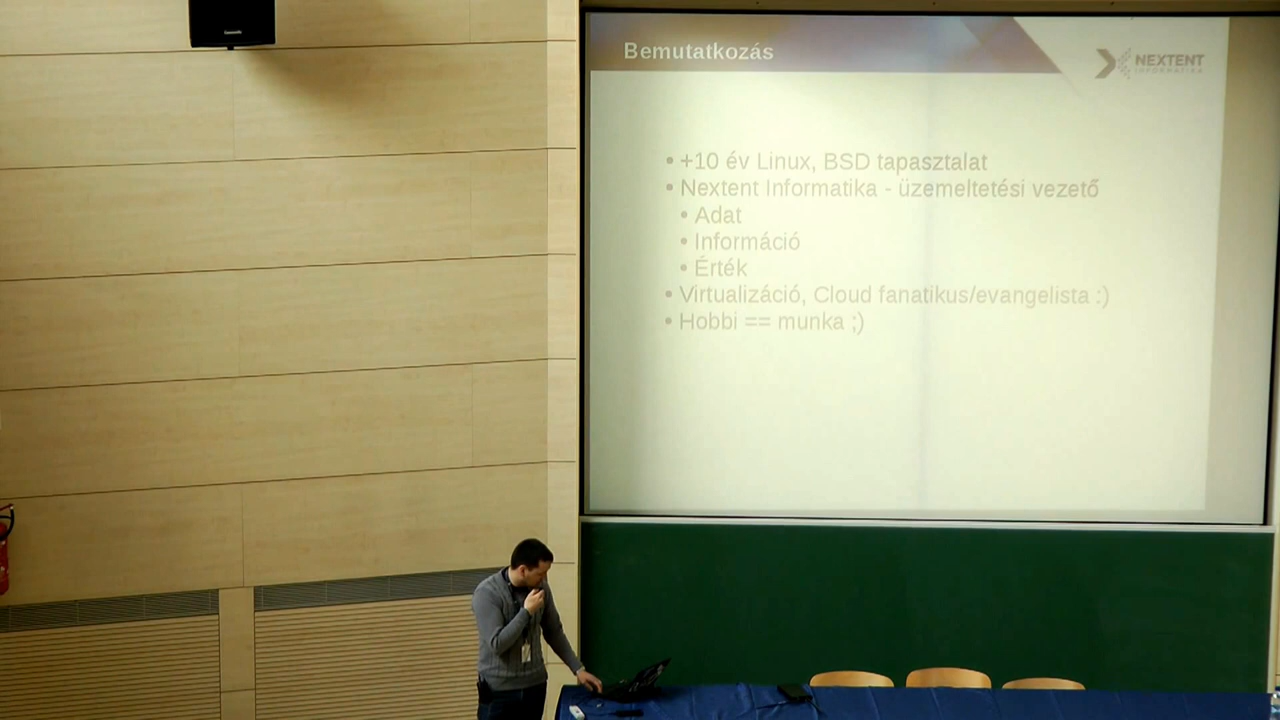 Bemutatkozás
NEXTENT
INFORMATIKA
• +10 év Linux, BSD tapasztalat
• Nextent Informatika - üzemeltetési vezető
• Adat
• Információ
• Érték
• Virtualizáció, Cloud fanatikus/evangelista :)
• Hobbi == munka ;)